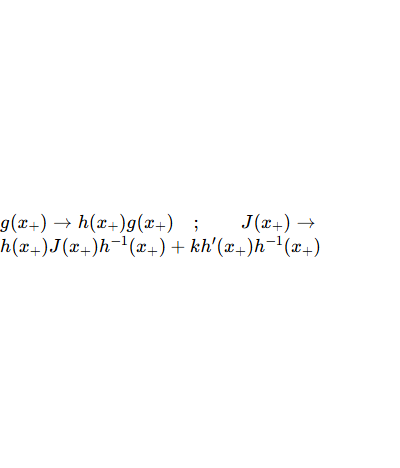 g(x₊) → h(x₊)g(x₊) ; J(x₊) →
h(x₊)J(x₊)h⁻¹(x₊) + kh′(x₊)h⁻¹(x₊)